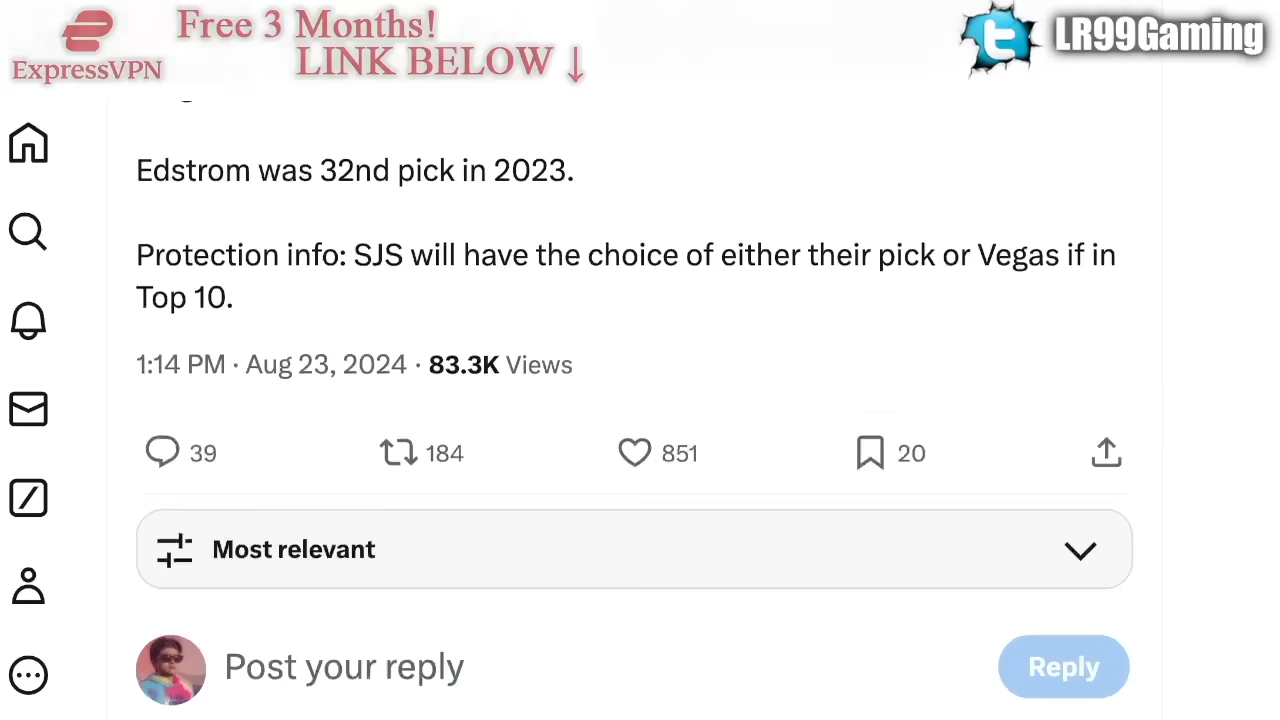 Free 3 Months!
LINK BELOW ↓
ExpressVPN
LR99Gaming
Edstrom was 32nd pick in 2023.
Protection info: SJS will have the choice of either their pick or Vegas if in
Top 10.
1:14 PM · Aug 23, 2024 · 83.3K Views
39 184 851 20
Most relevant
Post your reply
Reply